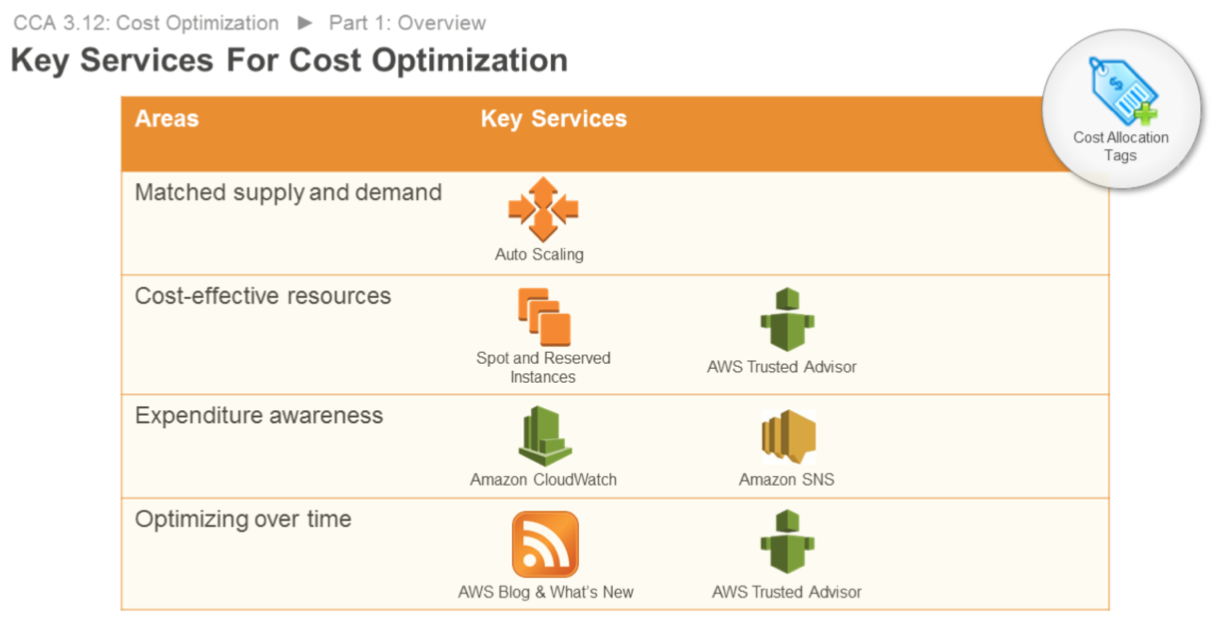 CCA 3.12: Cost Optimization ► Part 1: Overview
Key Services For Cost Optimization
Cost Allocation
Tags
Areas Key Services
Matched supply and demand
Auto Scaling
Cost-effective resources
Spot and Reserved
Instances
AWS Trusted Advisor
Expenditure awareness
Amazon CloudWatch
Amazon SNS
Optimizing over time
AWS Blog & What's New
AWS Trusted Advisor